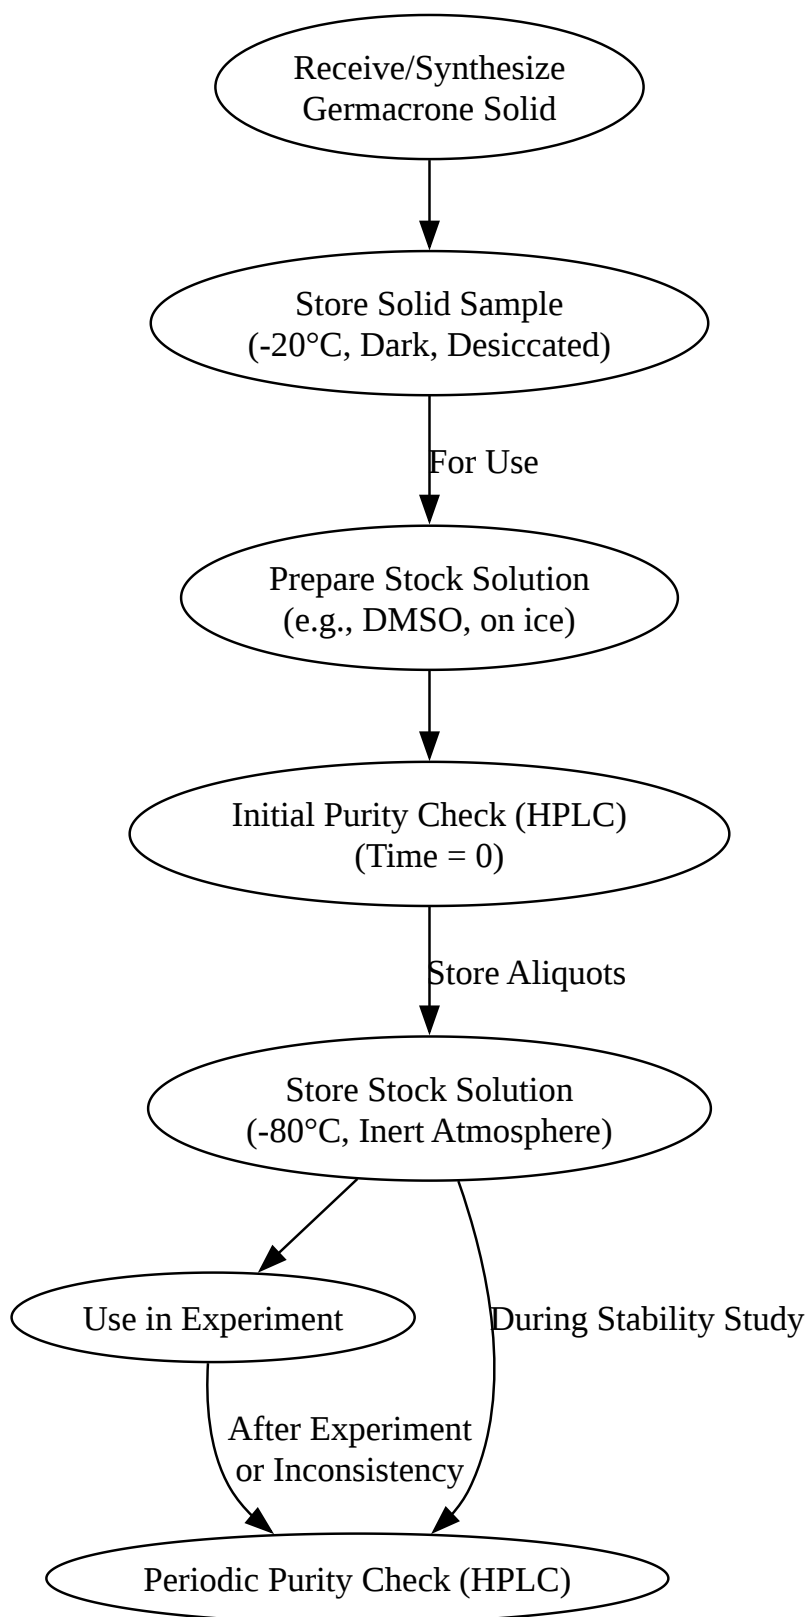 Receive/Synthesize
Germacrone Solid
Store Solid Sample
(-20°C, Dark, Desiccated)
For Use
Prepare Stock Solution
(e.g., DMSO, on ice)
Initial Purity Check (HPLC)
(Time = 0)
Store Aliquots
Store Stock Solution
(-80°C, Inert Atmosphere)
Use in Experiment
During Stability Study
After Experiment
or Inconsistency
Periodic Purity Check (HPLC)